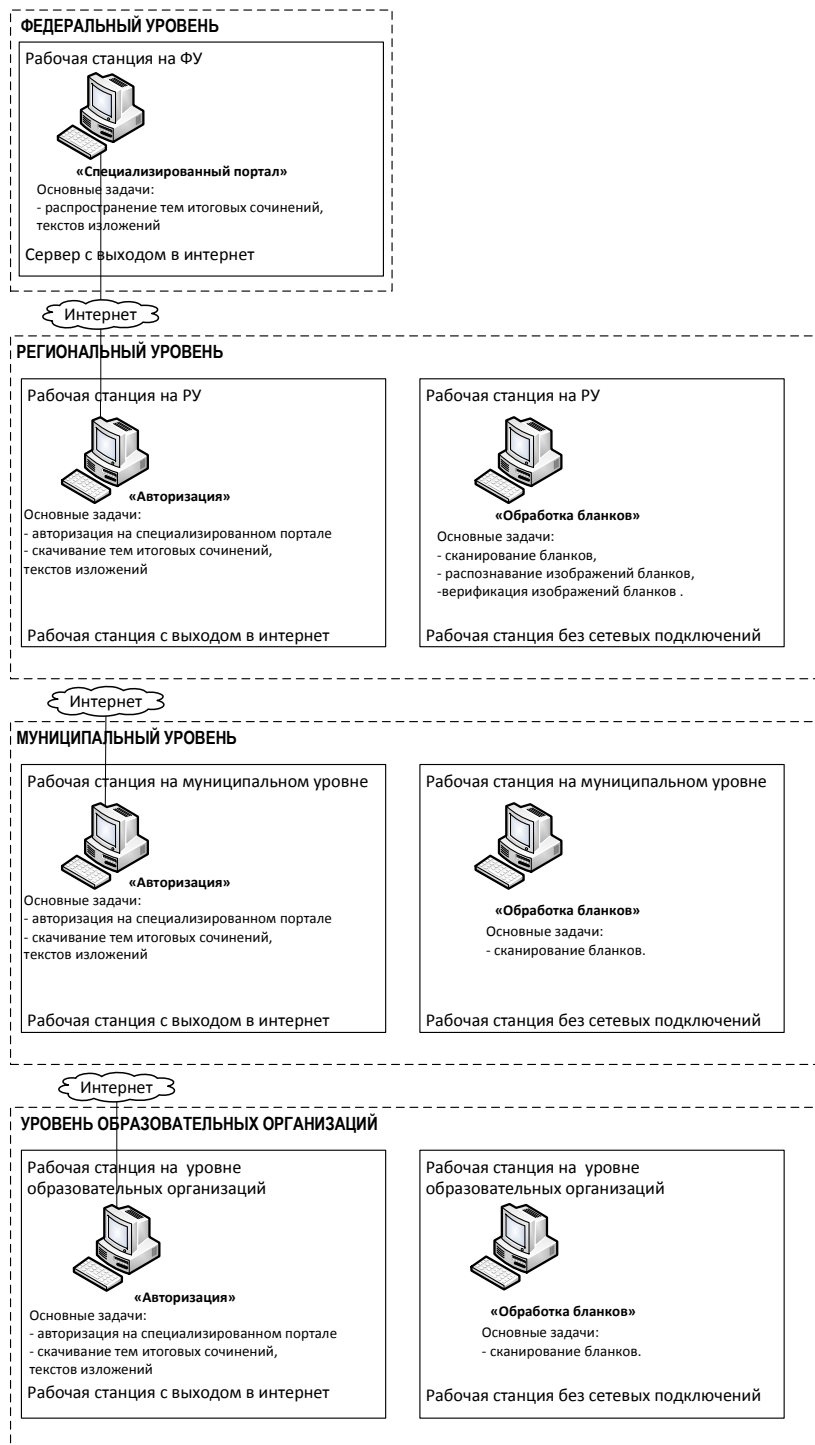 ФЕДЕРАЛЬНЫЙ УРОВЕНЬ
Рабочая станция на ФУ
«Специализированный портал»
Основные задачи:
- распространение тем итоговых сочинений,
текстов изложений
Сервер с выходом в интернет
Интернет
РЕГИОНАЛЬНЫЙ УРОВЕНЬ
Рабочая станция на РУ
«Авторизация»
Основные задачи:
- авторизация на специализированном портале
- скачивание тем итоговых сочинений,
текстов изложений
Рабочая станция с выходом в интернет
Рабочая станция на РУ
«Обработка бланков»
Основные задачи:
- сканирование бланков,
- распознавание изображений бланков,
-верификация изображений бланков .
Рабочая станция без сетевых подключений
Интернет
МУНИЦИПАЛЬНЫЙ УРОВЕНЬ
Рабочая станция на муниципальном уровне
«Авторизация»
Основные задачи:
- авторизация на специализированном портале
- скачивание тем итоговых сочинений,
текстов изложений
Рабочая станция с выходом в интернет
Рабочая станция на муниципальном уровне
«Обработка бланков»
Основные задачи:
- сканирование бланков.
Рабочая станция без сетевых подключений
Интернет
УРОВЕНЬ ОБРАЗОВАТЕЛЬНЫХ ОРГАНИЗАЦИЙ
Рабочая станция на уровне
образовательных организаций
«Авторизация»
Основные задачи:
- авторизация на специализированном портале
- скачивание тем итоговых сочинений,
текстов изложений
Рабочая станция с выходом в интернет
Рабочая станция на уровне
образовательных организаций
«Обработка бланков»
Основные задачи:
- сканирование бланков.
Рабочая станция без сетевых подключений